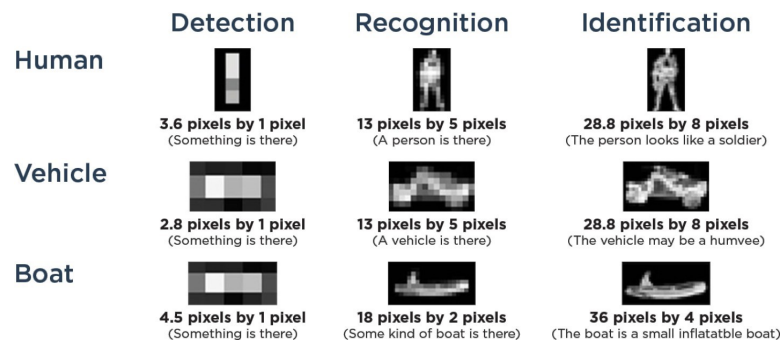 Detection Recognition Identification
Human
3.6 pixels by 1 pixel 13 pixels by 5 pixels 28.8 pixels by 8 pixels
(Something is there) (A person is there) (The person looks like a soldier)
Vehicle
2.8 pixels by 1 pixel 13 pixels by 5 pixels 28.8 pixels by 8 pixels
(Something is there) (A vehicle is there) (The vehicle may be a humvee)
Boat
4.5 pixels by 1 pixel 18 pixels by 2 pixels 36 pixels by 4 pixels
(Something is there) (Some kind of boat is there) (The boat is a small inflatatble boat)